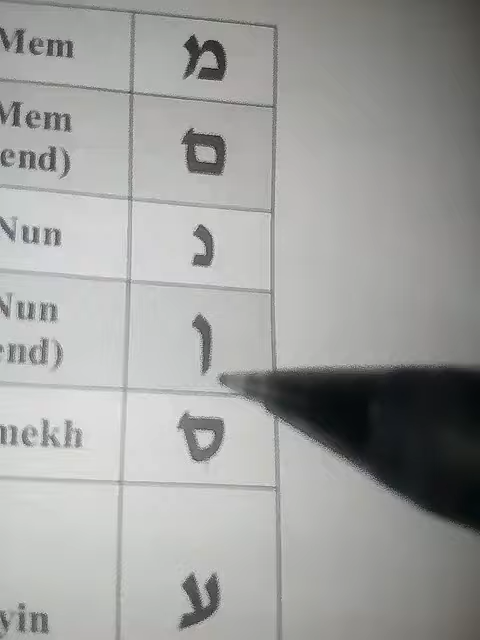 Mem מ
Mem
end) ם
Nun נ
Nun
end) ן
mekh ס
yin ע